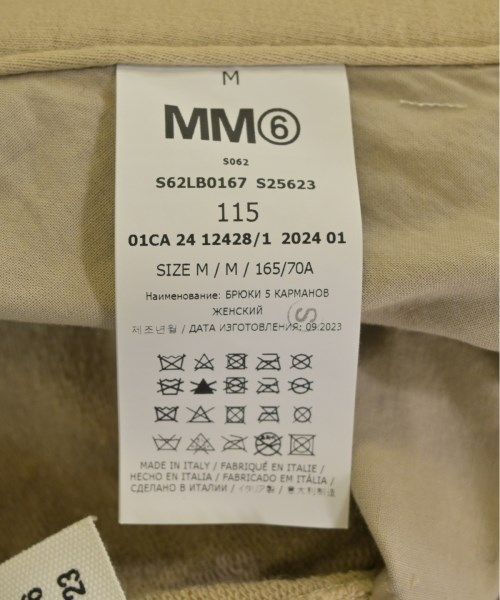 M
MM⑥
S062
S62LB0167 S25623
115
01CA 24 12428/1 2024 01
SIZE M / M / 165/70A
Наименование: БРЮКИ 5 КАРМАНОВ
ЖЕНСКИЙ
S
제조년월 / ДАТА ИЗГОТОВЛЕНИЯ: 09.2023
MADE IN ITALY / FABRIQUÉ EN ITALIE /
HECHO EN ITALIA / FABRICADO EM ITÁLIA /
СДЕЛАНО В ИТАЛИИ / イタリア製 / 意大利制造
23